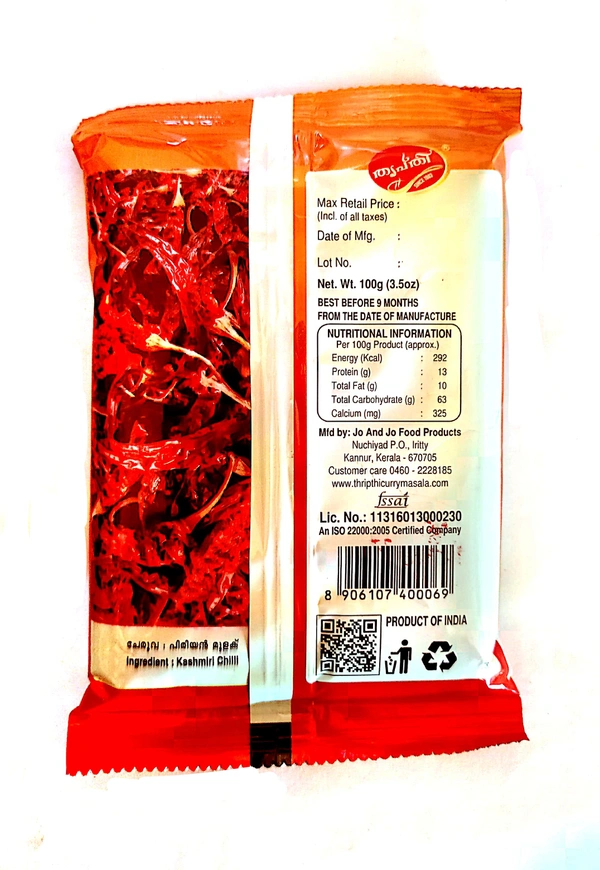 തൃപ്തി
Max Retail Price :
(Incl. of all taxes)
Date of Mfg. :
Lot No. :
Net. Wt. 100g (3.5oz)
BEST BEFORE 9 MONTHS
FROM THE DATE OF MANUFACTURE
NUTRITIONAL INFORMATION
Per 100g Product (approx.)
Energy (Kcal) : 292
Protein (g) : 13
Total Fat (g) : 10
Total Carbohydrate (g) : 63
Calcium (mg) : 325
Mfd by: Jo And Jo Food Products
Nuchiyad P.O., Iritty
Kannur, Kerala - 670705
Customer care 0460 - 2228185
www.thripthicurrymasala.com
fssai
Lic. No.: 11316013000230
An ISO 22000:2005 Certified Company
8 906107 400069
PRODUCT OF INDIA
ചേരുവ : പിരിയൻ മുളക്
Ingredient : Kashmiri Chilli